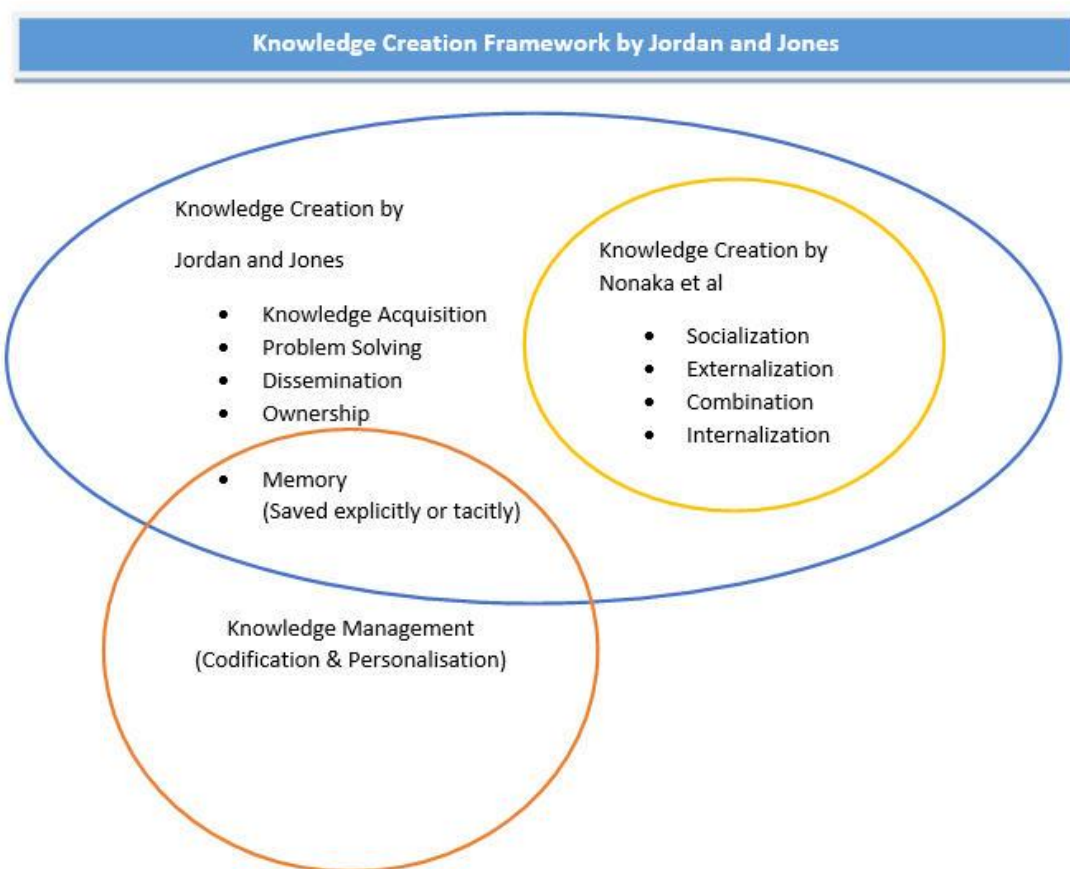 Knowledge Creation Framework by Jordan and Jones
Knowledge Creation by
Jordan and Jones
• Knowledge Acquisition
• Problem Solving
• Dissemination
• Ownership
• Memory
(Saved explicitly or tacitly)
Knowledge Creation by
Nonaka et al
• Socialization
• Externalization
• Combination
• Internalization
Knowledge Management
(Codification & Personalisation)